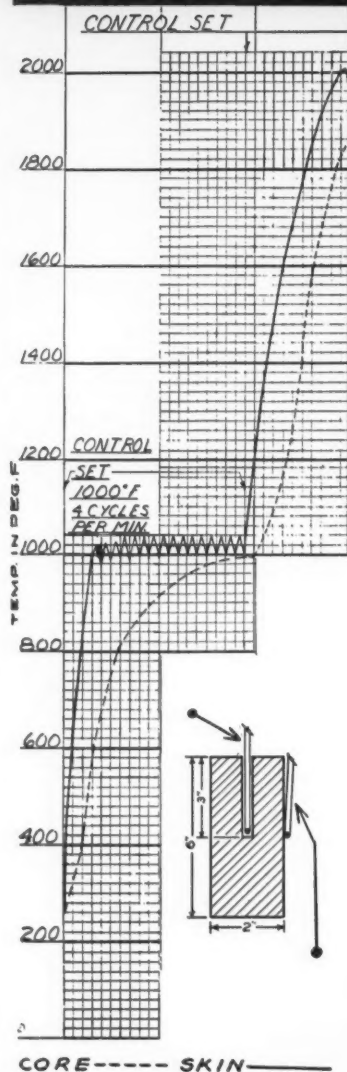 CONTROL SET
2000
1800
1600
1400
1200
CONTROL
SET
1000°F
4 CYCLES
PER MIN.
1000
800
600
400
200
0
TEMP. IN DEG. F
3"
6"
2"
CORE ----- SKIN ———